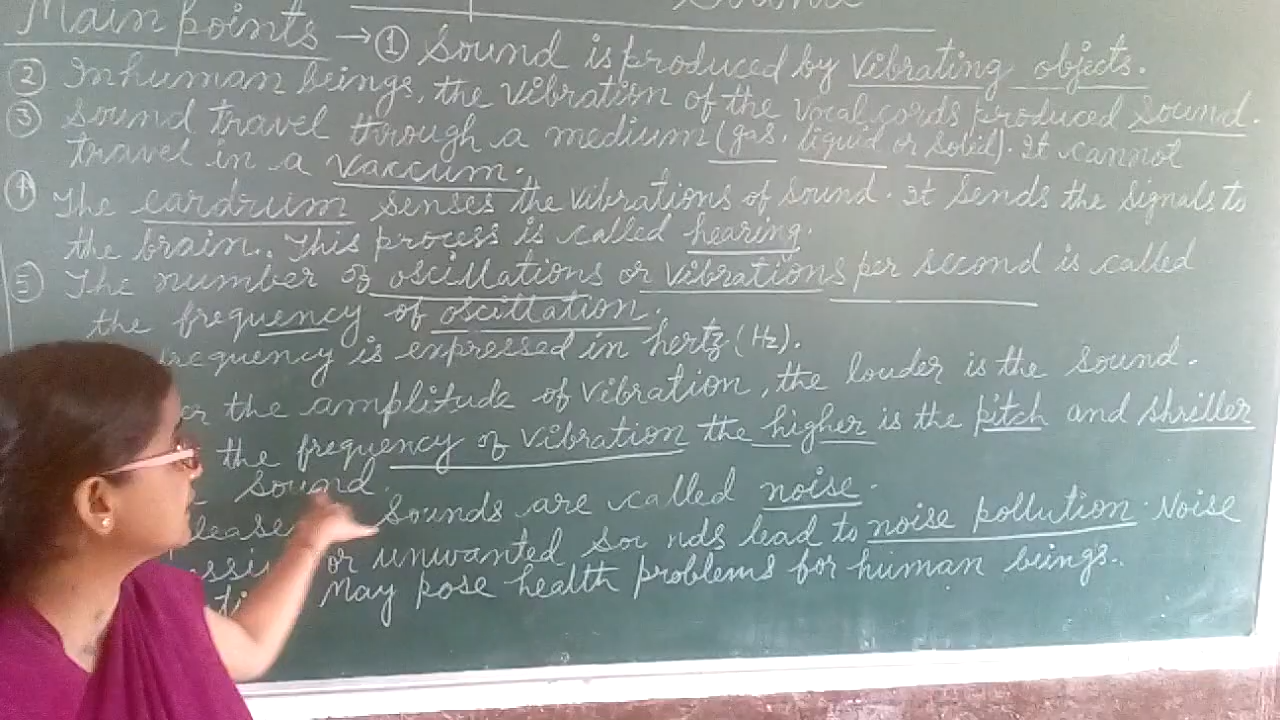 Sound
Main points → ① Sound is produced by vibrating objects.
② In human beings, the vibration of the vocal cords produced sound.
③ Sound travel through a medium (gas, liquid or solid). It cannot
travel in a vaccum.
④ The eardrum senses the vibrations of sound. It sends the signals to
the brain. This process is called hearing.
⑤ The number of oscillations or vibrations per second is called
the frequency of oscillation.
frequency is expressed in hertz (Hz).
the amplitude of vibration, the louder is the sound.
the frequency of vibration the higher is the pitch and shriller
sound.
sounds are called noise.
or unwanted sounds lead to noise pollution. Noise
may pose health problems for human beings.